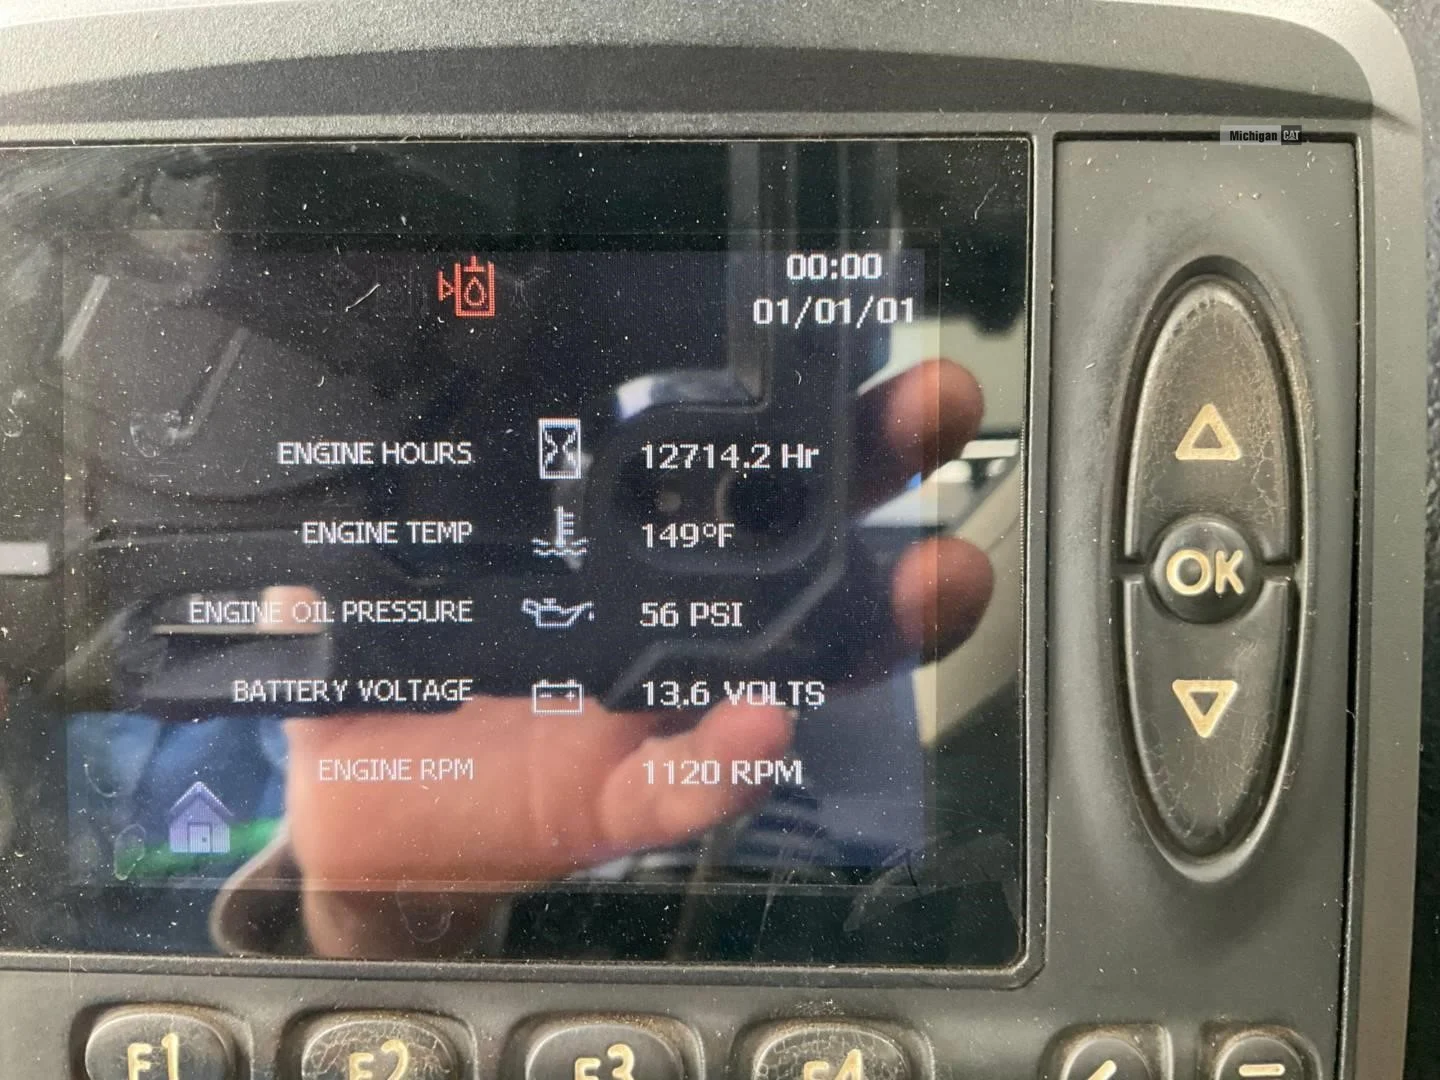 Michigan CAT
00:00
01/01/01
ENGINE HOURS 12714.2 Hr
ENGINE TEMP 149°F
ENGINE OIL PRESSURE 56 PSI
BATTERY VOLTAGE 13.6 VOLTS
ENGINE RPM 1120 RPM
OK
F1 F2 F3 F4